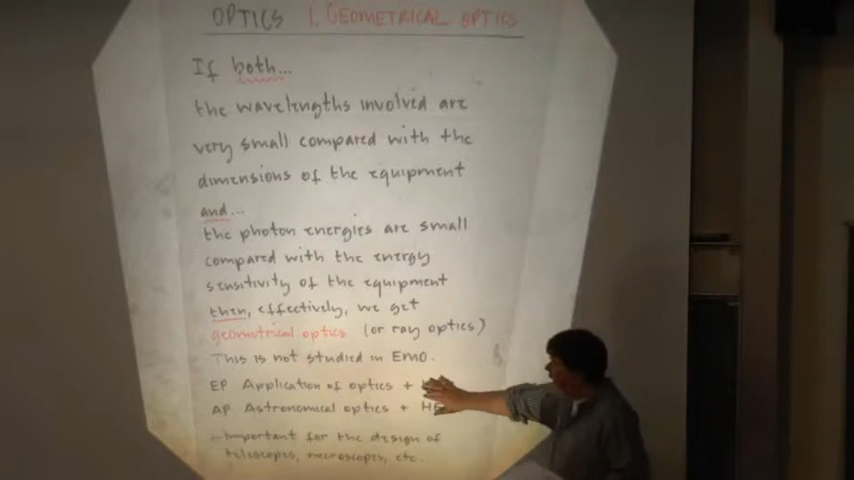 OPTICS 1. GEOMETRICAL OPTICS
If both...
the wavelengths involved are
very small compared with the
dimensions of the equipment
and...
the photon energies are small
compared with the energy
sensitivity of the equipment
then, effectively, we get
geometrical optics (or ray optics)
This is not studied in EMO.
EP Application of optics +
AP Astronomical optics +
...important for the design of
telescopes, microscopes, etc.